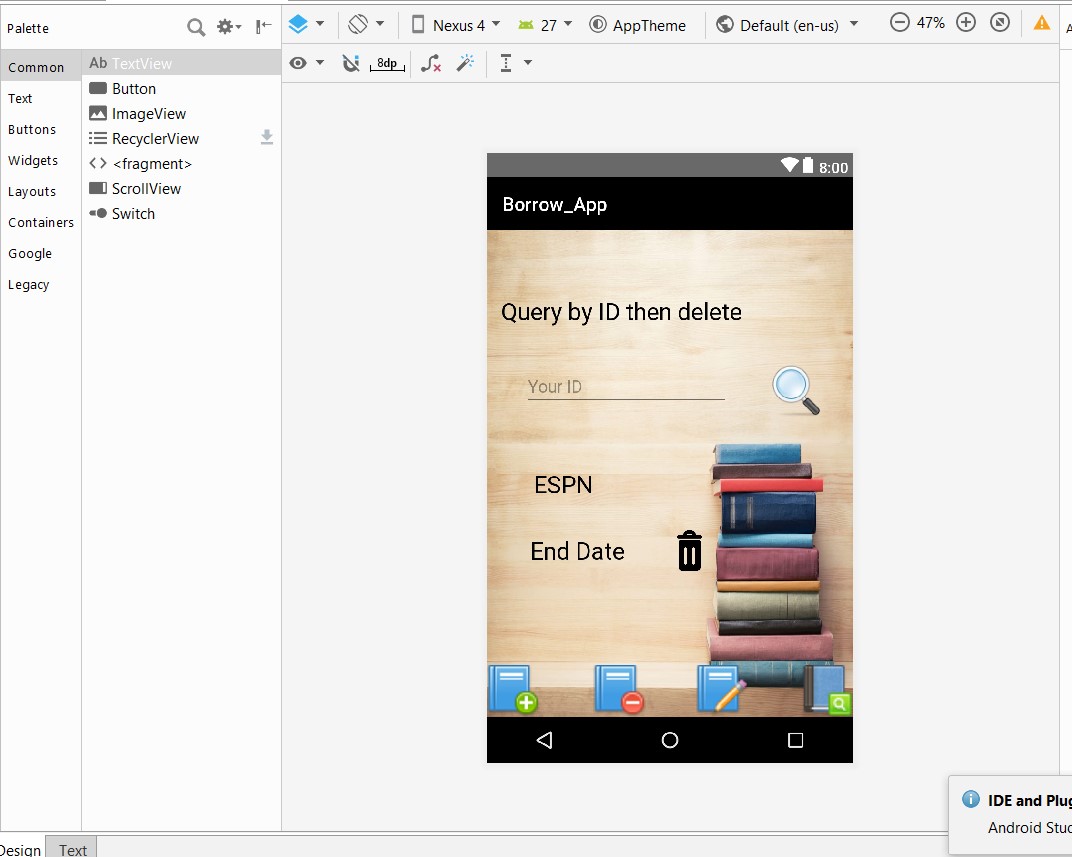 Palette
Nexus 4
27
AppTheme
Default (en-us)
47%
8dp
Common
Text
Buttons
Widgets
Layouts
Containers
Google
Legacy
Ab TextView
Button
ImageView
RecyclerView
<fragment>
ScrollView
Switch
8:00
Borrow_App
Query by ID then delete
Your ID
ESPN
End Date
IDE and Plug
Android Stud
Design
Text